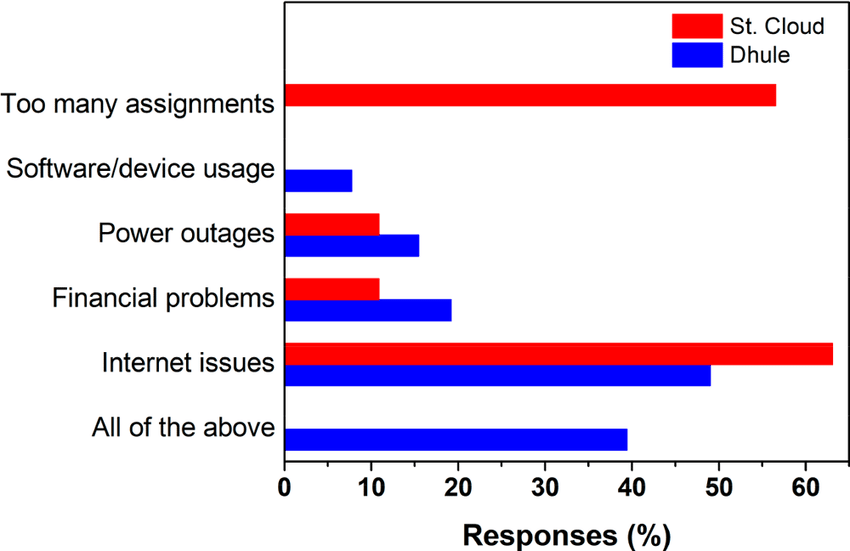 St. Cloud
Dhule
Too many assignments
Software/device usage
Power outages
Financial problems
Internet issues
All of the above
0 10 20 30 40 50 60
Responses (%)